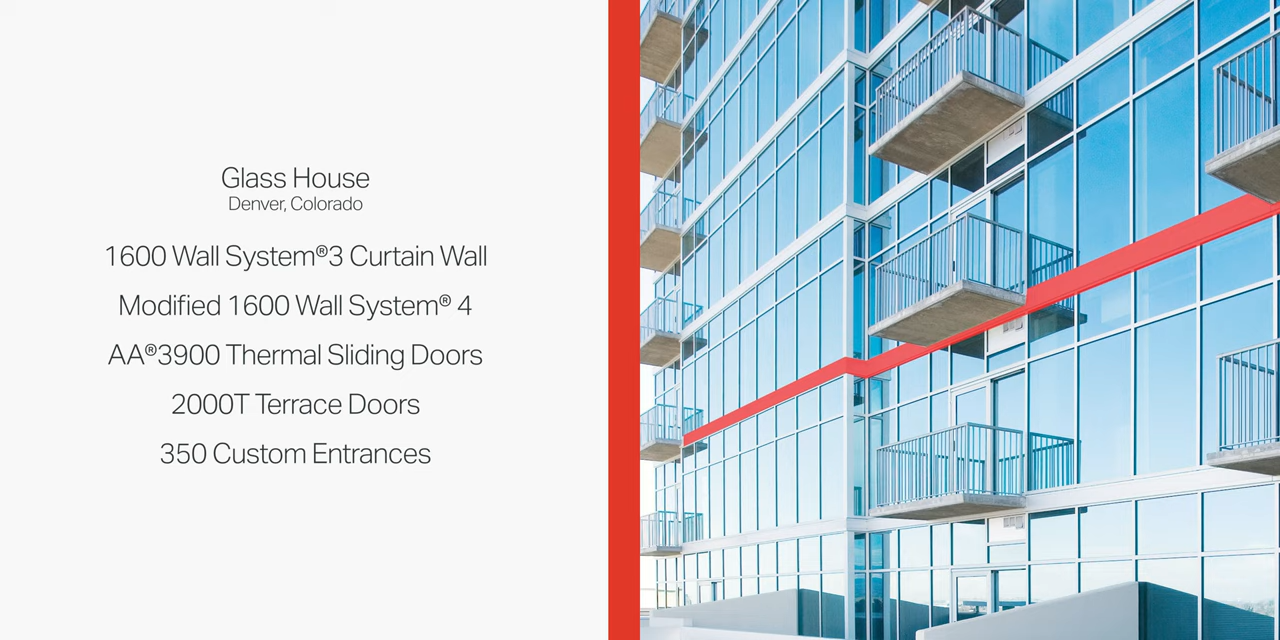 Glass House
Denver, Colorado
1600 Wall System®3 Curtain Wall
Modified 1600 Wall System® 4
AA®3900 Thermal Sliding Doors
2000T Terrace Doors
350 Custom Entrances